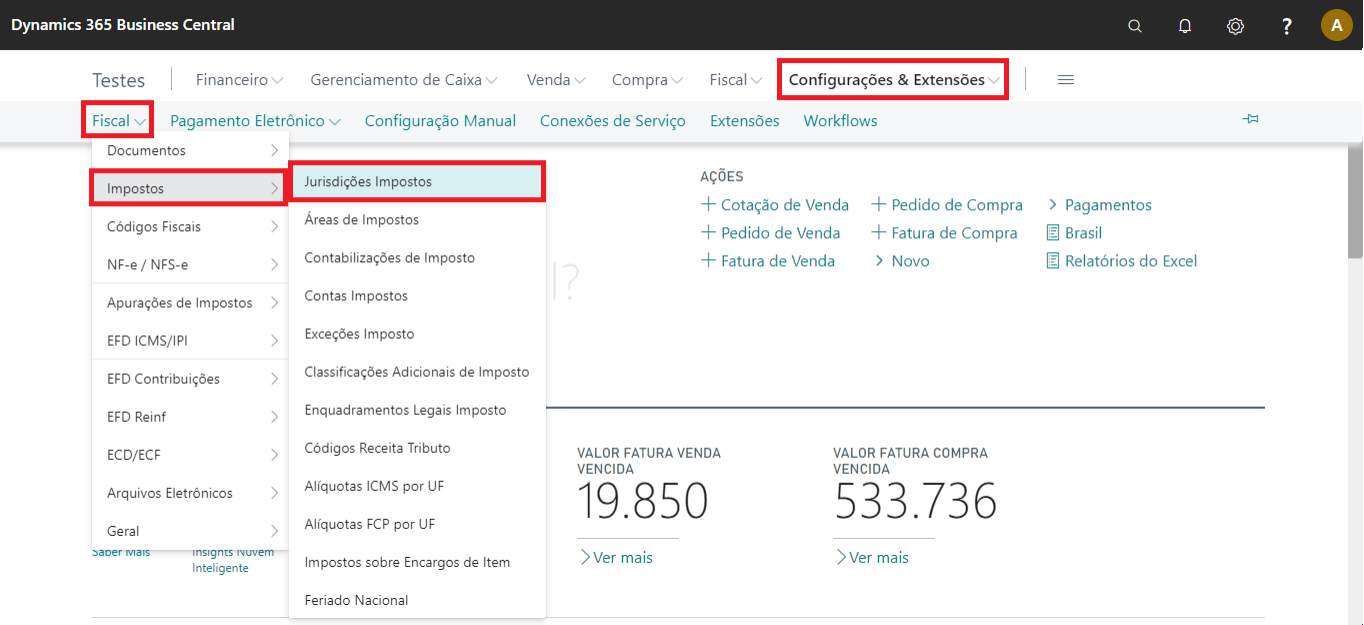 Dynamics 365 Business Central
? A
Testes Financeiro Gerenciamento de Caixa Venda Compra Fiscal Configurações & Extensões
Fiscal Pagamento Eletrônico Configuração Manual Conexões de Serviço Extensões Workflows
Documentos
Impostos
Códigos Fiscais
NF-e / NFS-e
Apurações de Impostos
EFD ICMS/IPI
EFD Contribuições
EFD Reinf
ECD/ECF
Arquivos Eletrônicos
Geral
Jurisdições Impostos
Áreas de Impostos
Contabilizações de Imposto
Contas Impostos
Exceções Imposto
Classificações Adicionais de Imposto
Enquadramentos Legais Imposto
Códigos Receita Tributo
Alíquotas ICMS por UF
Alíquotas FCP por UF
Impostos sobre Encargos de Item
Feriado Nacional
AÇÕES
Cotação de Venda Pedido de Compra Pagamentos
Pedido de Venda Fatura de Compra Brasil
Fatura de Venda Novo Relatórios do Excel
l?
VALOR FATURA VENDA
VENCIDA
19.850
Ver mais
VALOR FATURA COMPRA
VENCIDA
533.736
Ver mais
Saber Mais
Insights Nuvem
Inteligente